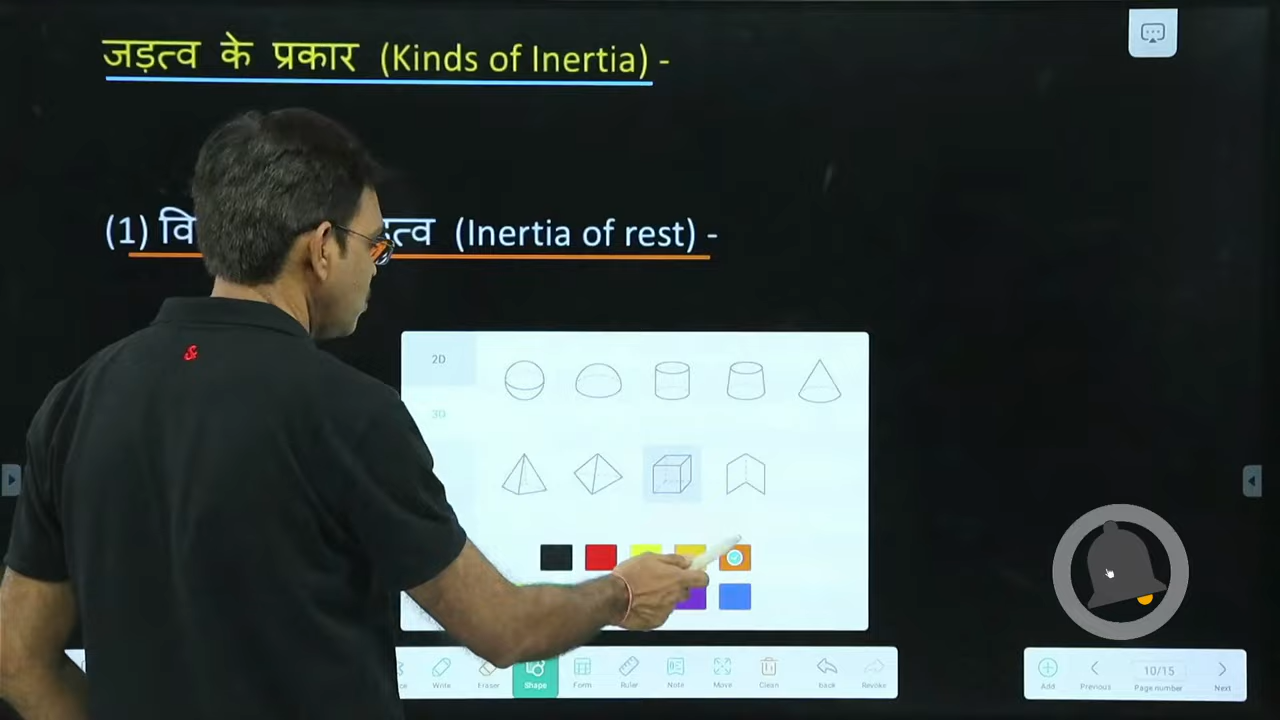 जड़त्व के प्रकार (Kinds of Inertia) -
(1) (Inertia of rest) -
2D
3D
Write Eraser Shape Form Ruler Note Move Clean back Revoke
Add Previous 10/15 Page number Next